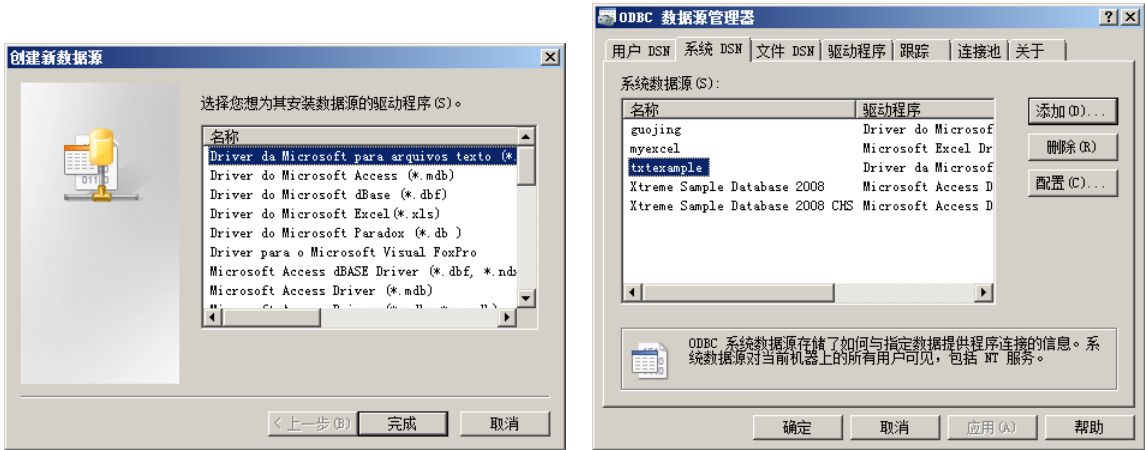 创建新数据源
选择您想为其安装数据源的驱动程序(S)。
名称
Driver da Microsoft para arquivos texto (*.
Driver do Microsoft Access (*.mdb)
Driver do Microsoft dBase (*.dbf)
Driver do Microsoft Excel(*.xls)
Driver do Microsoft Paradox (*.db )
Driver para o Microsoft Visual FoxPro
Microsoft Access dBASE Driver (*.dbf, *.ndx
Microsoft Access Driver (*.mdb)
< 上一步(B)
完成
取消
ODBC 数据源管理器
用户 DSN 系统 DSN 文件 DSN 驱动程序 跟踪 连接池 关于
系统数据源(S):
名称 驱动程序
guojing Driver do Microsof
myexcel Microsoft Excel Dr
txtexample Driver da Microsof
Xtreme Sample Database 2008 Microsoft Access D
Xtreme Sample Database 2008 CHS Microsoft Access D
添加(D)...
删除(R)
配置(C)...
ODBC 系统数据源存储了如何与指定数据提供程序连接的信息。系
统数据源对当前机器上的所有用户可见，包括 NT 服务。
确定 取消 应用(A) 帮助